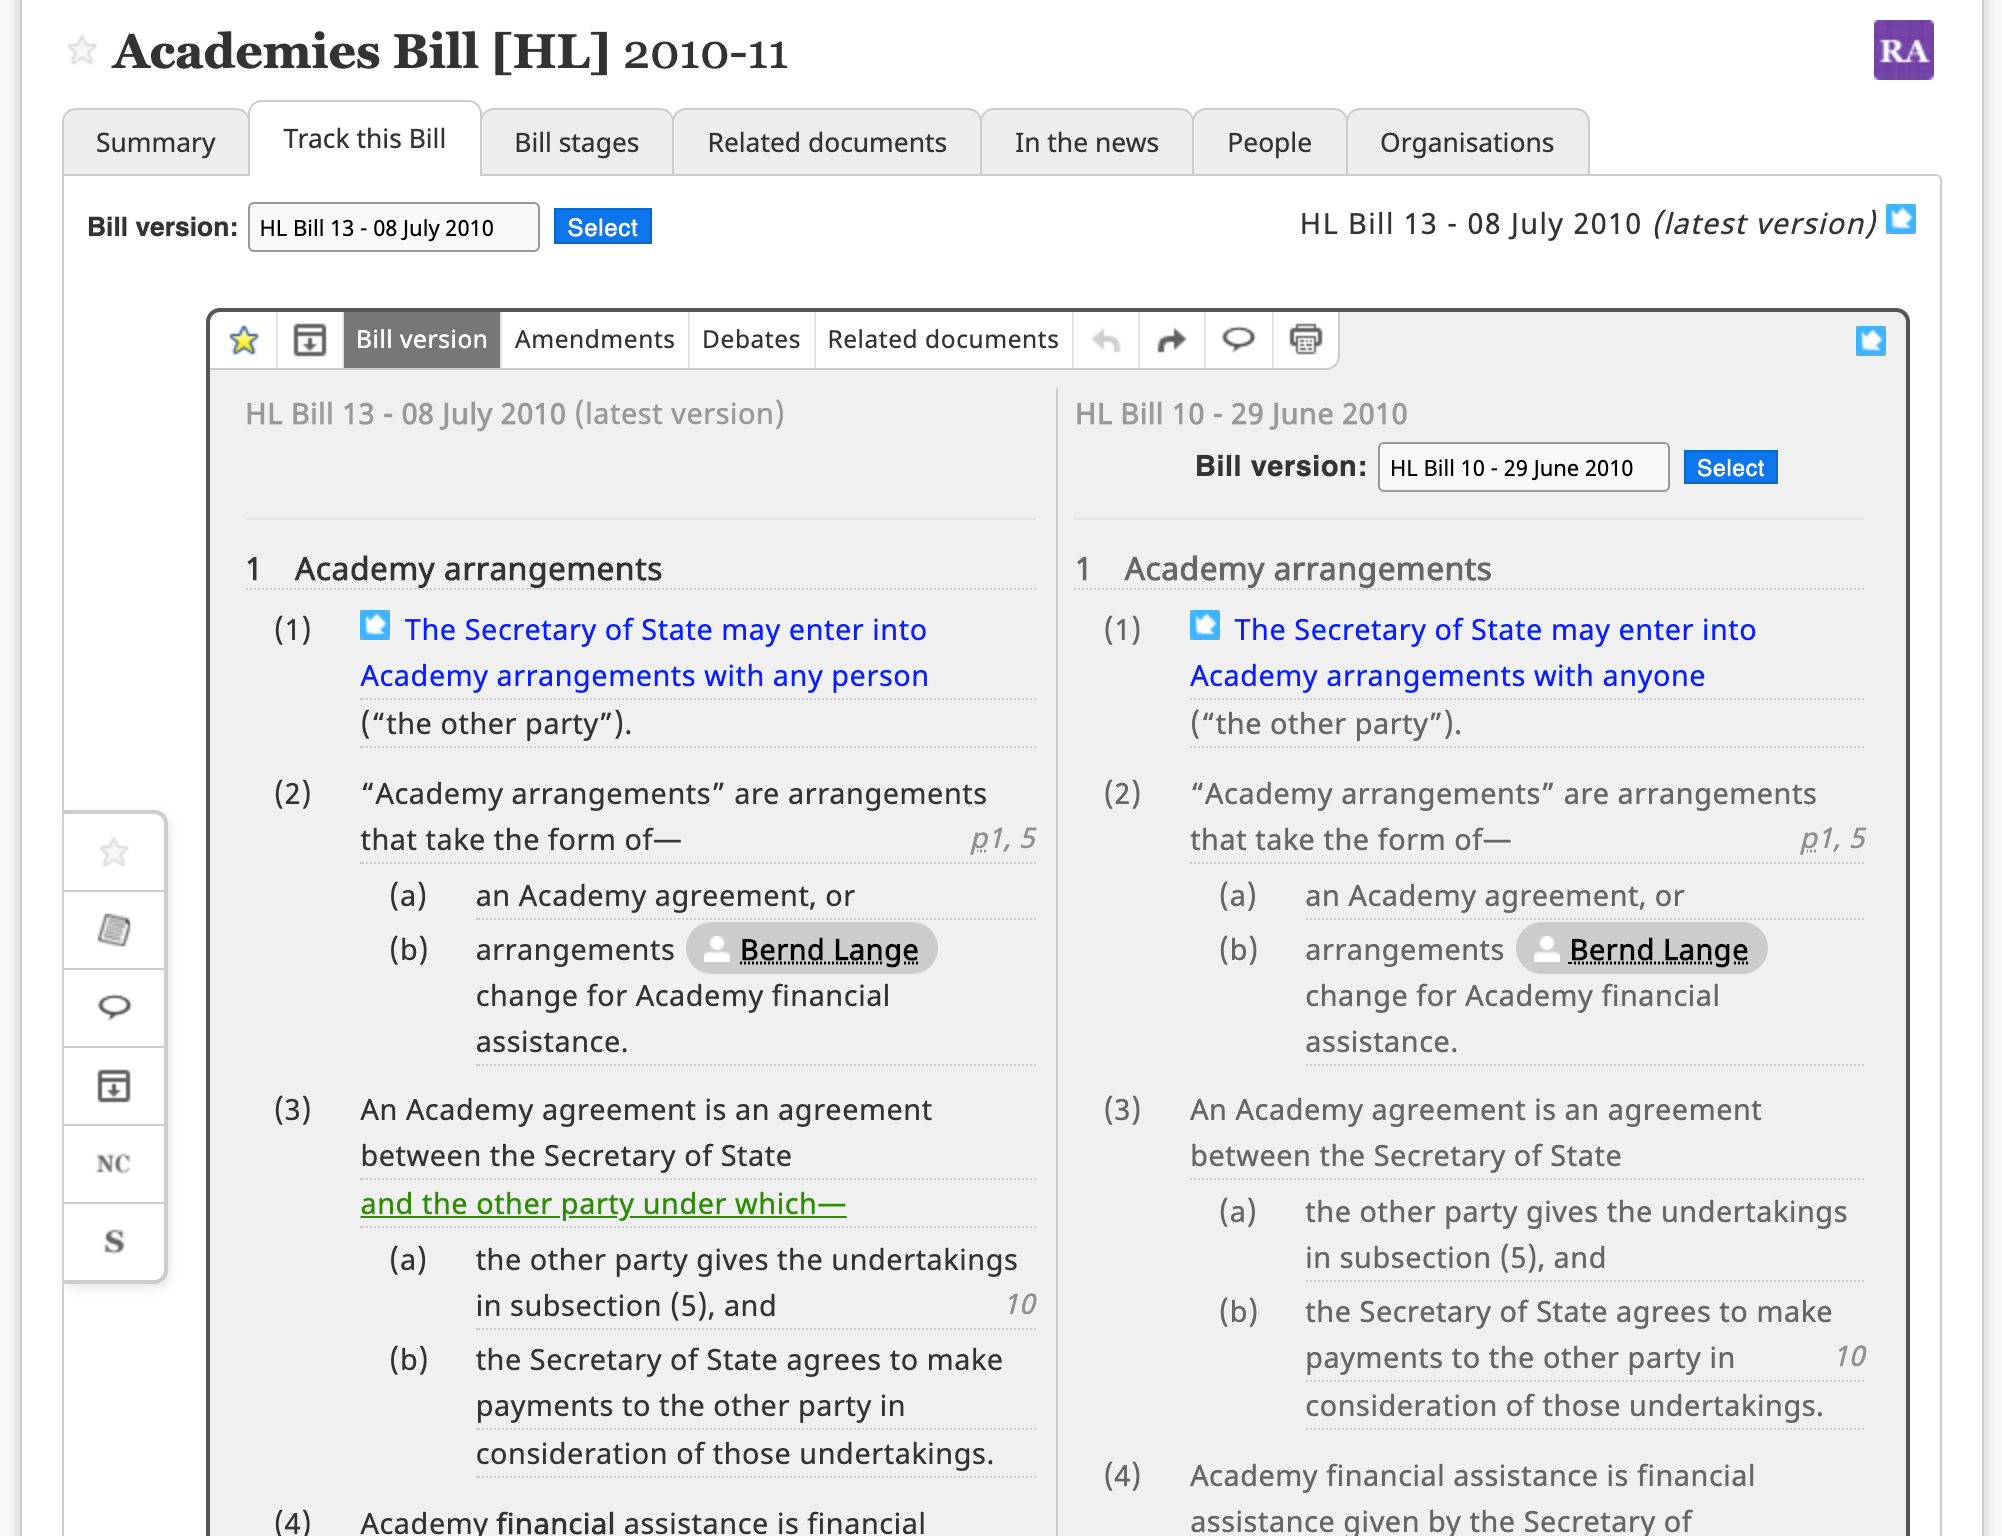 Academies Bill [HL] 2010-11
RA
Summary
Track this Bill
Bill stages
Related documents
In the news
People
Organisations
Bill version: HL Bill 13 - 08 July 2010 Select
HL Bill 13 - 08 July 2010 (latest version)
Bill version
Amendments
Debates
Related documents
HL Bill 13 - 08 July 2010 (latest version)
1 Academy arrangements
(1) The Secretary of State may enter into
Academy arrangements with any person
(“the other party”).
(2) “Academy arrangements” are arrangements
that take the form of— p1, 5
(a) an Academy agreement, or
(b) arrangements Bernd Lange
change for Academy financial
assistance.
(3) An Academy agreement is an agreement
between the Secretary of State
and the other party under which—
(a) the other party gives the undertakings
in subsection (5), and 10
(b) the Secretary of State agrees to make
payments to the other party in
consideration of those undertakings.
(4) Academy financial assistance is financial
HL Bill 10 - 29 June 2010
Bill version: HL Bill 10 - 29 June 2010 Select
1 Academy arrangements
(1) The Secretary of State may enter into
Academy arrangements with anyone
(“the other party”).
(2) “Academy arrangements” are arrangements
that take the form of— p1, 5
(a) an Academy agreement, or
(b) arrangements Bernd Lange
change for Academy financial
assistance.
(3) An Academy agreement is an agreement
between the Secretary of State
(a) the other party gives the undertakings
in subsection (5), and
(b) the Secretary of State agrees to make
payments to the other party in 10
consideration of those undertakings.
(4) Academy financial assistance is financial
assistance given by the Secretary of
NC
S